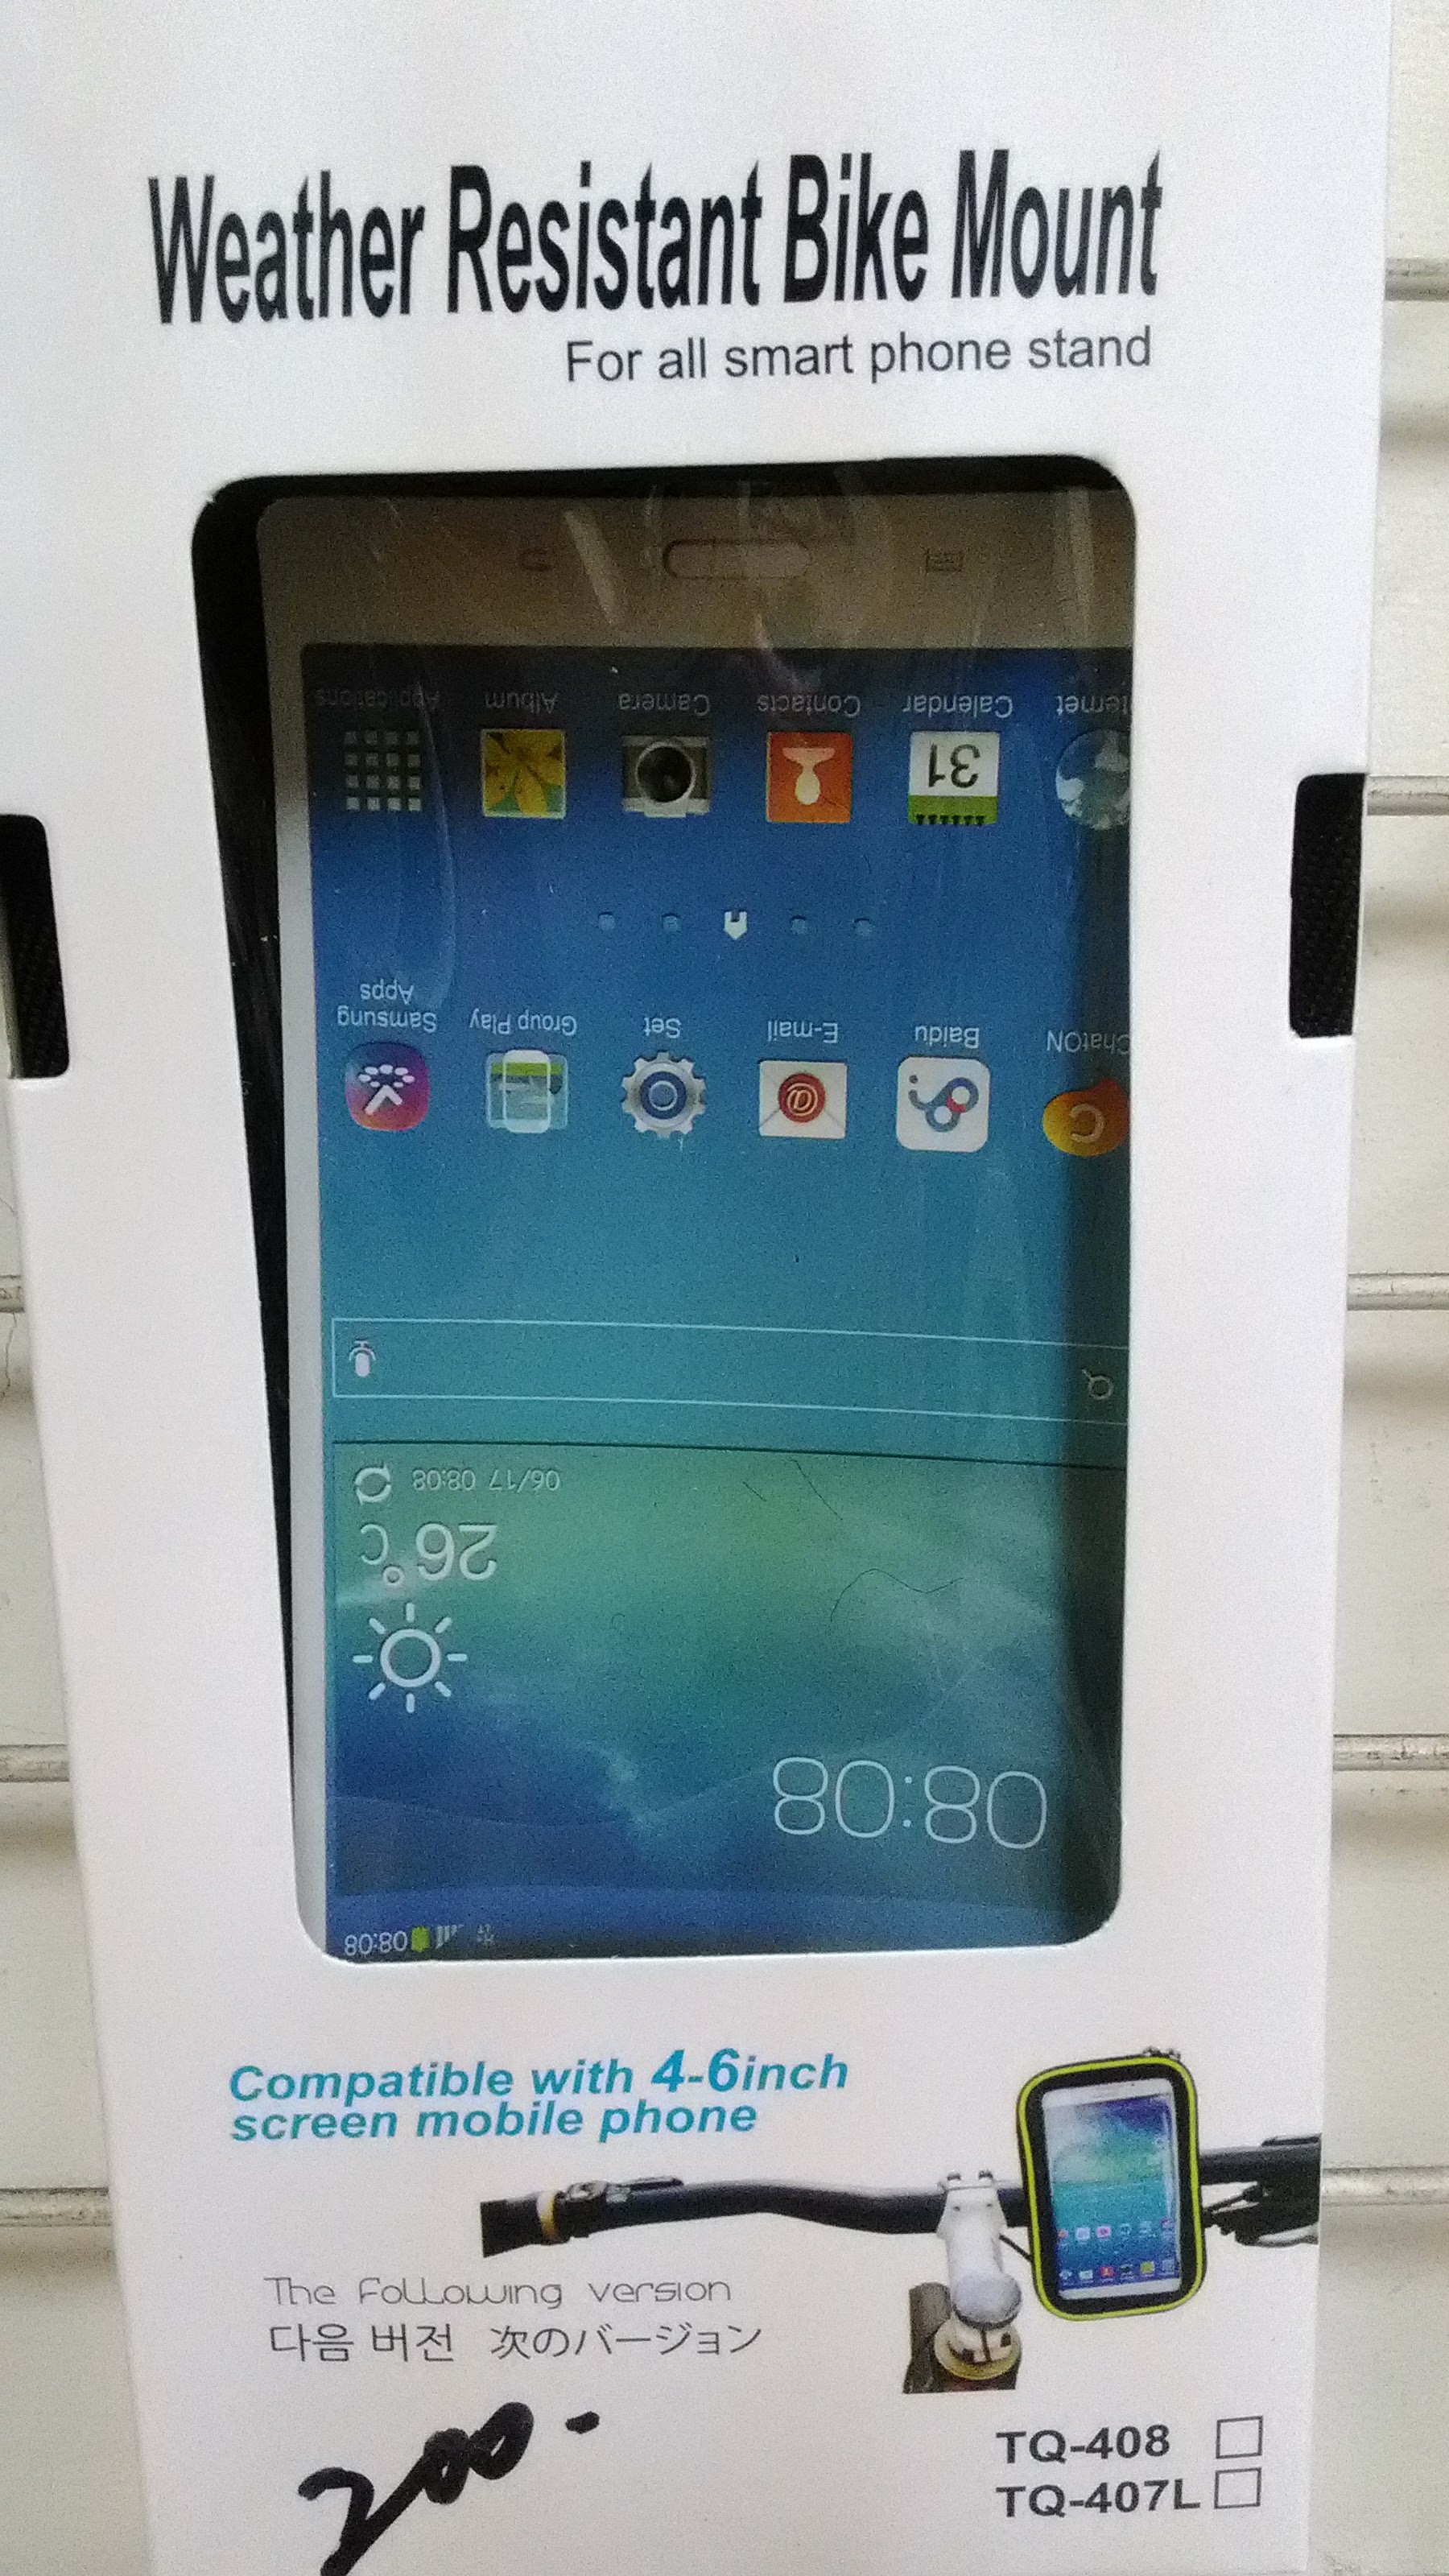 Weather Resistant Bike Mount
For all smart phone stand
Applications Album Camera Contacts Calendar
31
Samsung Apps Group Play Set E-mail Baidu ChatON
06/17 08:08
26°C
08:08
08:08
Compatible with 4-6inch
screen mobile phone
The Following version
다음 버전 次のバージョン
200.-
TQ-408
TQ-407L